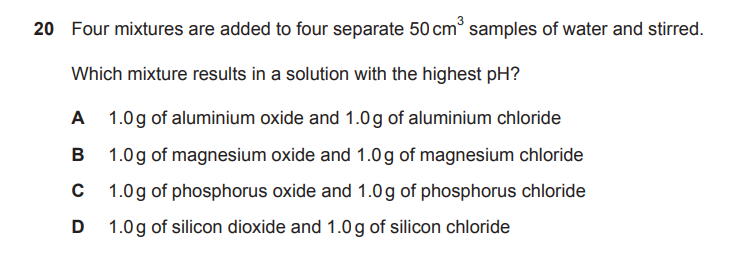 20 Four mixtures are added to four separate 50 cm³ samples of water and stirred.
Which mixture results in a solution with the highest pH?
A 1.0 g of aluminium oxide and 1.0 g of aluminium chloride
B 1.0 g of magnesium oxide and 1.0 g of magnesium chloride
C 1.0 g of phosphorus oxide and 1.0 g of phosphorus chloride
D 1.0 g of silicon dioxide and 1.0 g of silicon chloride